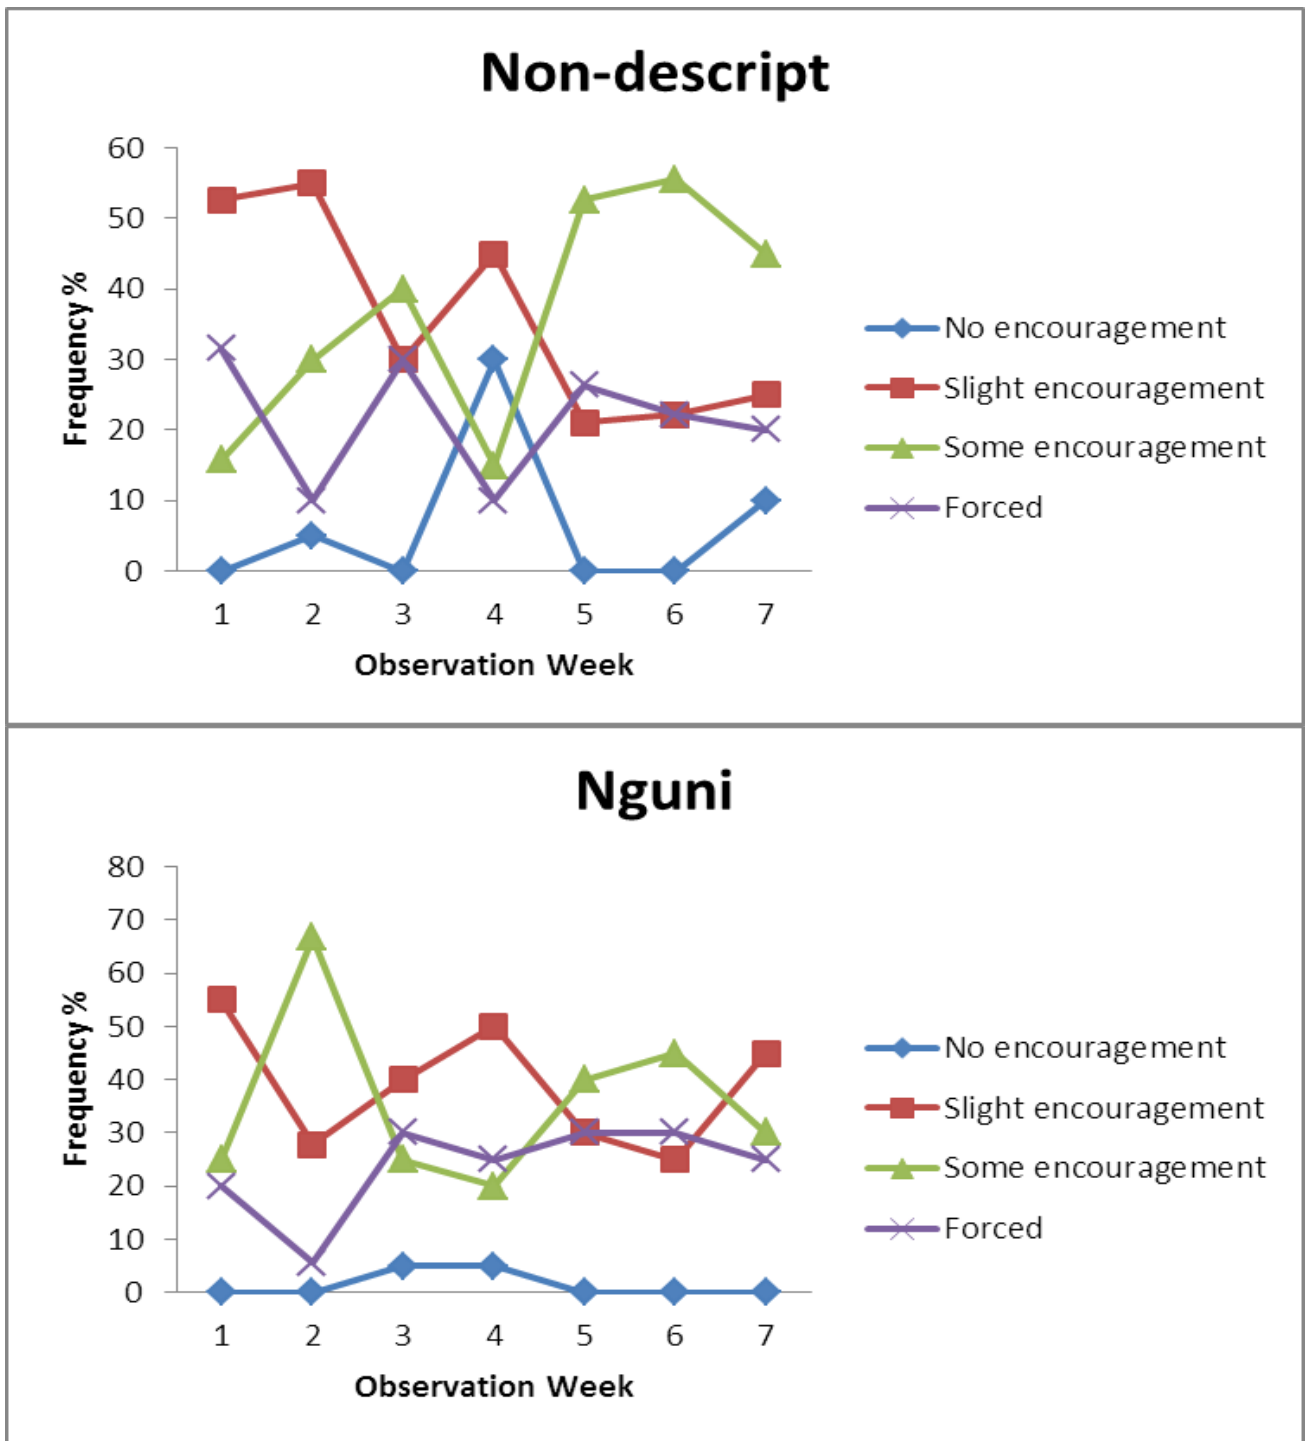 Non-descript
60
50
40
30
20
10
0
Frequency %
1 2 3 4 5 6 7
Observation Week
No encouragement
Slight encouragement
Some encouragement
Forced
Nguni
80
70
60
50
40
30
20
10
0
Frequency %
1 2 3 4 5 6 7
Observation Week
No encouragement
Slight encouragement
Some encouragement
Forced